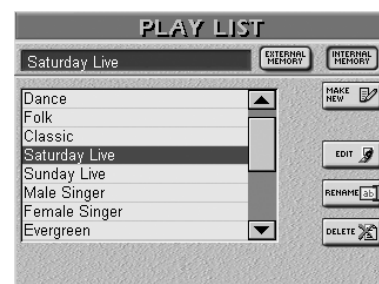 PLAY LIST
Saturday Live
EXTERNAL
MEMORY
INTERNAL
MEMORY
Dance
Folk
Classic
Saturday Live
Sunday Live
Male Singer
Female Singer
Evergreen
MAKE
NEW
EDIT
RENAME ab
DELETE